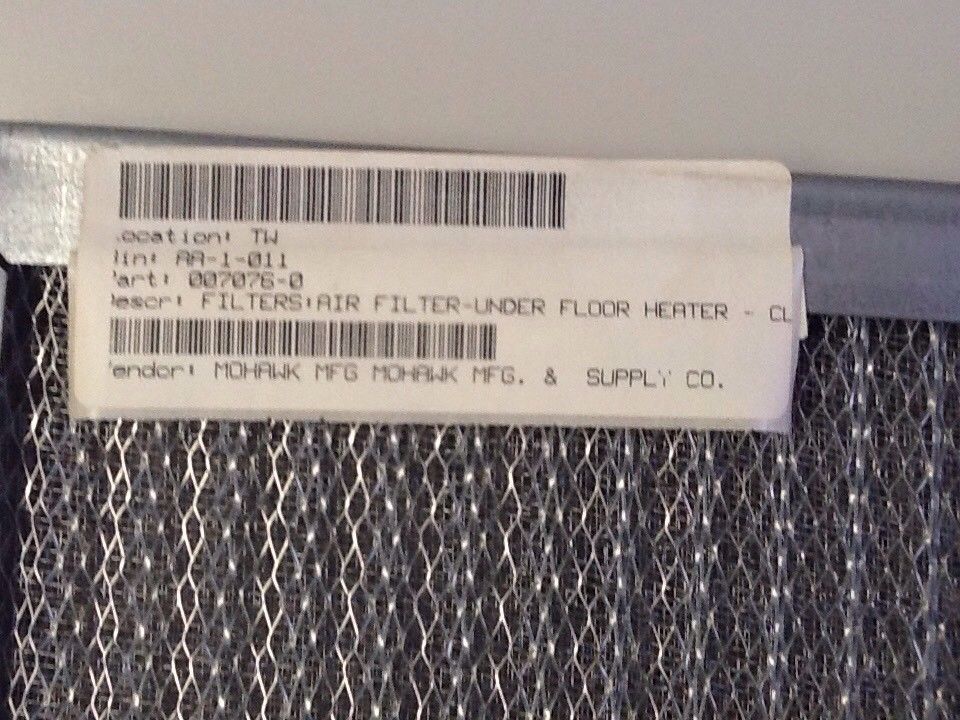 ocation: TW
in: AA-1-011
art: 007076-0
escr: FILTERS:AIR FILTER-UNDER FLOOR HEATER - CL
endor: MOHAWK MFG MOHAWK MFG. & SUPPLY CO.